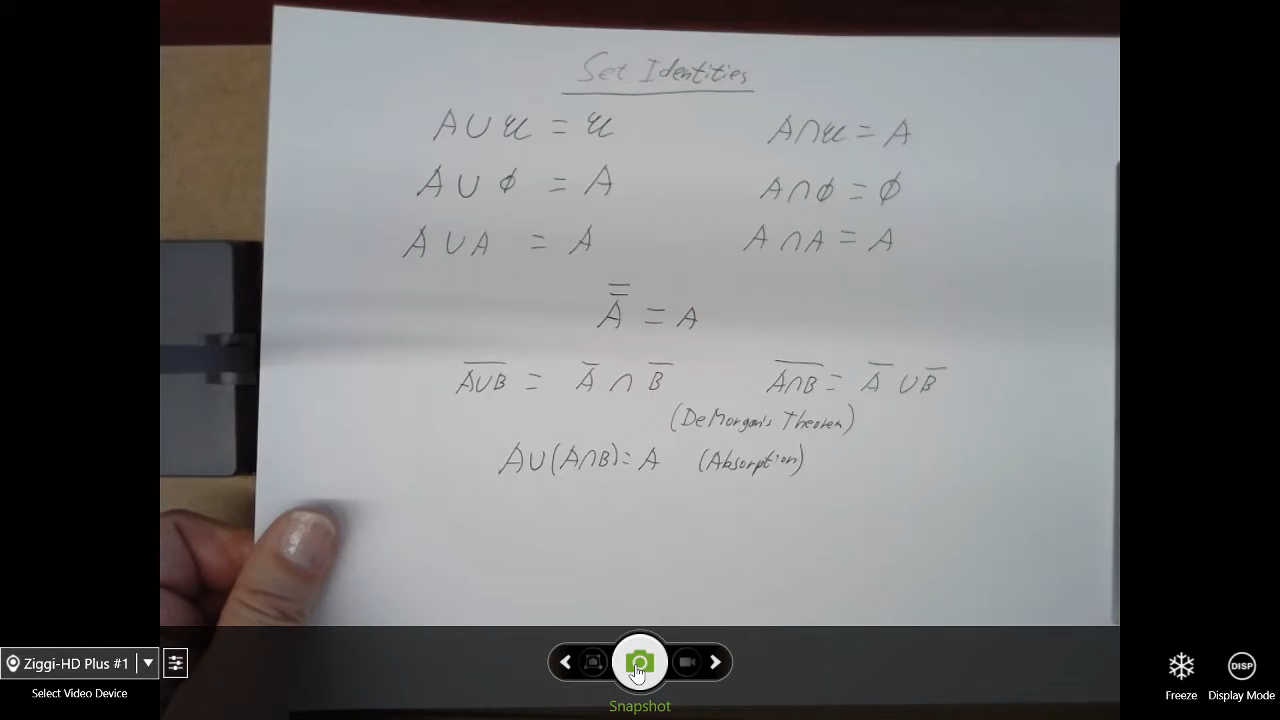 Set Identities
A∪𝒰 = 𝒰 A∩𝒰 = A
A ∪ ϕ = A A∩ϕ = ϕ
A ∪ A = A A ∩ A = A
A̿ = A
A̅∪̅B̅ = A̅ ∩ B̅ A̅∩̅B̅ = A̅ ∪ B̅
(DeMorgan's Theorem)
A∪(A∩B) = A (Absorption)
Ziggi-HD Plus #1
Select Video Device
Snapshot
DISP
Freeze Display Mode